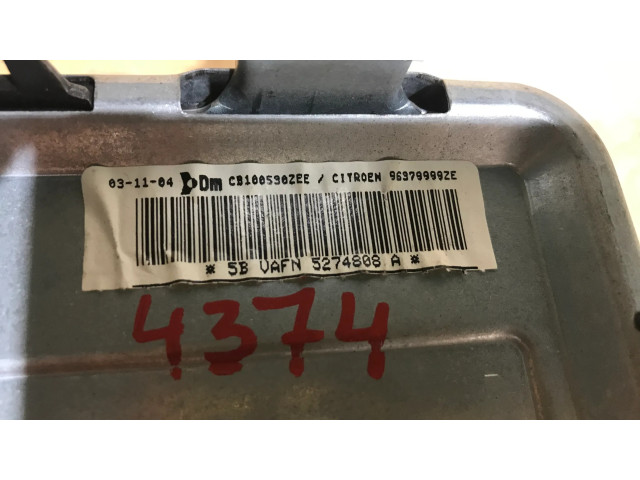 03-11-04 Dm CB100590ZEE / CITROEN 96379999ZE
* 5B VAFN 5274808 A *
4374